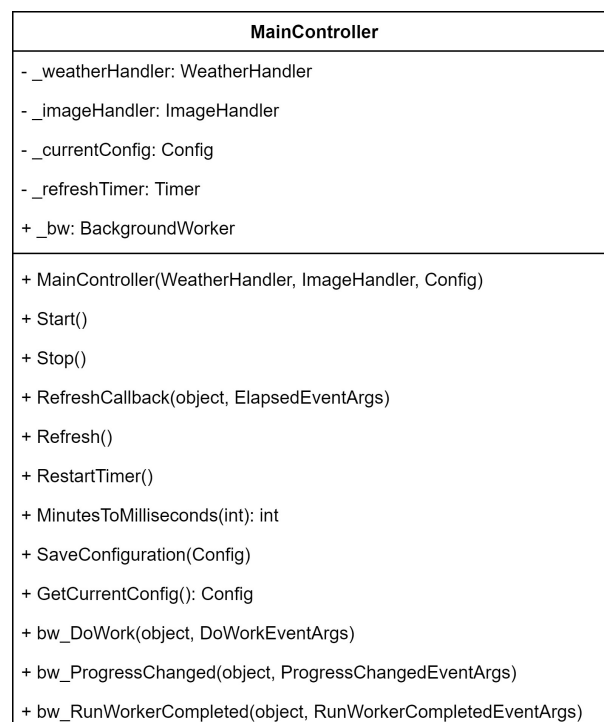 MainController
- _weatherHandler: WeatherHandler
- _imageHandler: ImageHandler
- _currentConfig: Config
- _refreshTimer: Timer
+ _bw: BackgroundWorker
+ MainController(WeatherHandler, ImageHandler, Config)
+ Start()
+ Stop()
+ RefreshCallback(object, ElapsedEventArgs)
+ Refresh()
+ RestartTimer()
+ MinutesToMilliseconds(int): int
+ SaveConfiguration(Config)
+ GetCurrentConfig(): Config
+ bw_DoWork(object, DoWorkEventArgs)
+ bw_ProgressChanged(object, ProgressChangedEventArgs)
+ bw_RunWorkerCompleted(object, RunWorkerCompletedEventArgs)